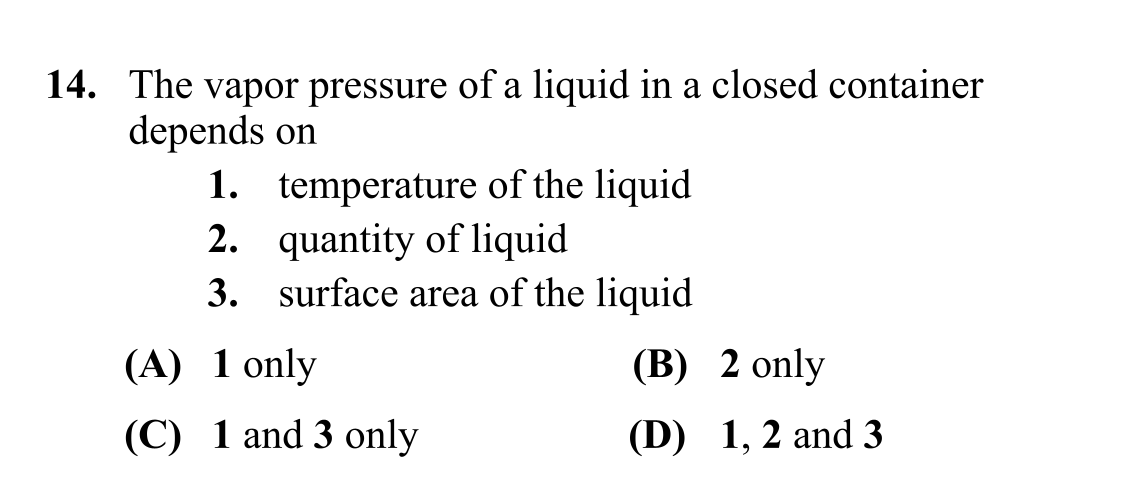 14. The vapor pressure of a liquid in a closed container
depends on
1. temperature of the liquid
2. quantity of liquid
3. surface area of the liquid
(A) 1 only (B) 2 only
(C) 1 and 3 only (D) 1, 2 and 3